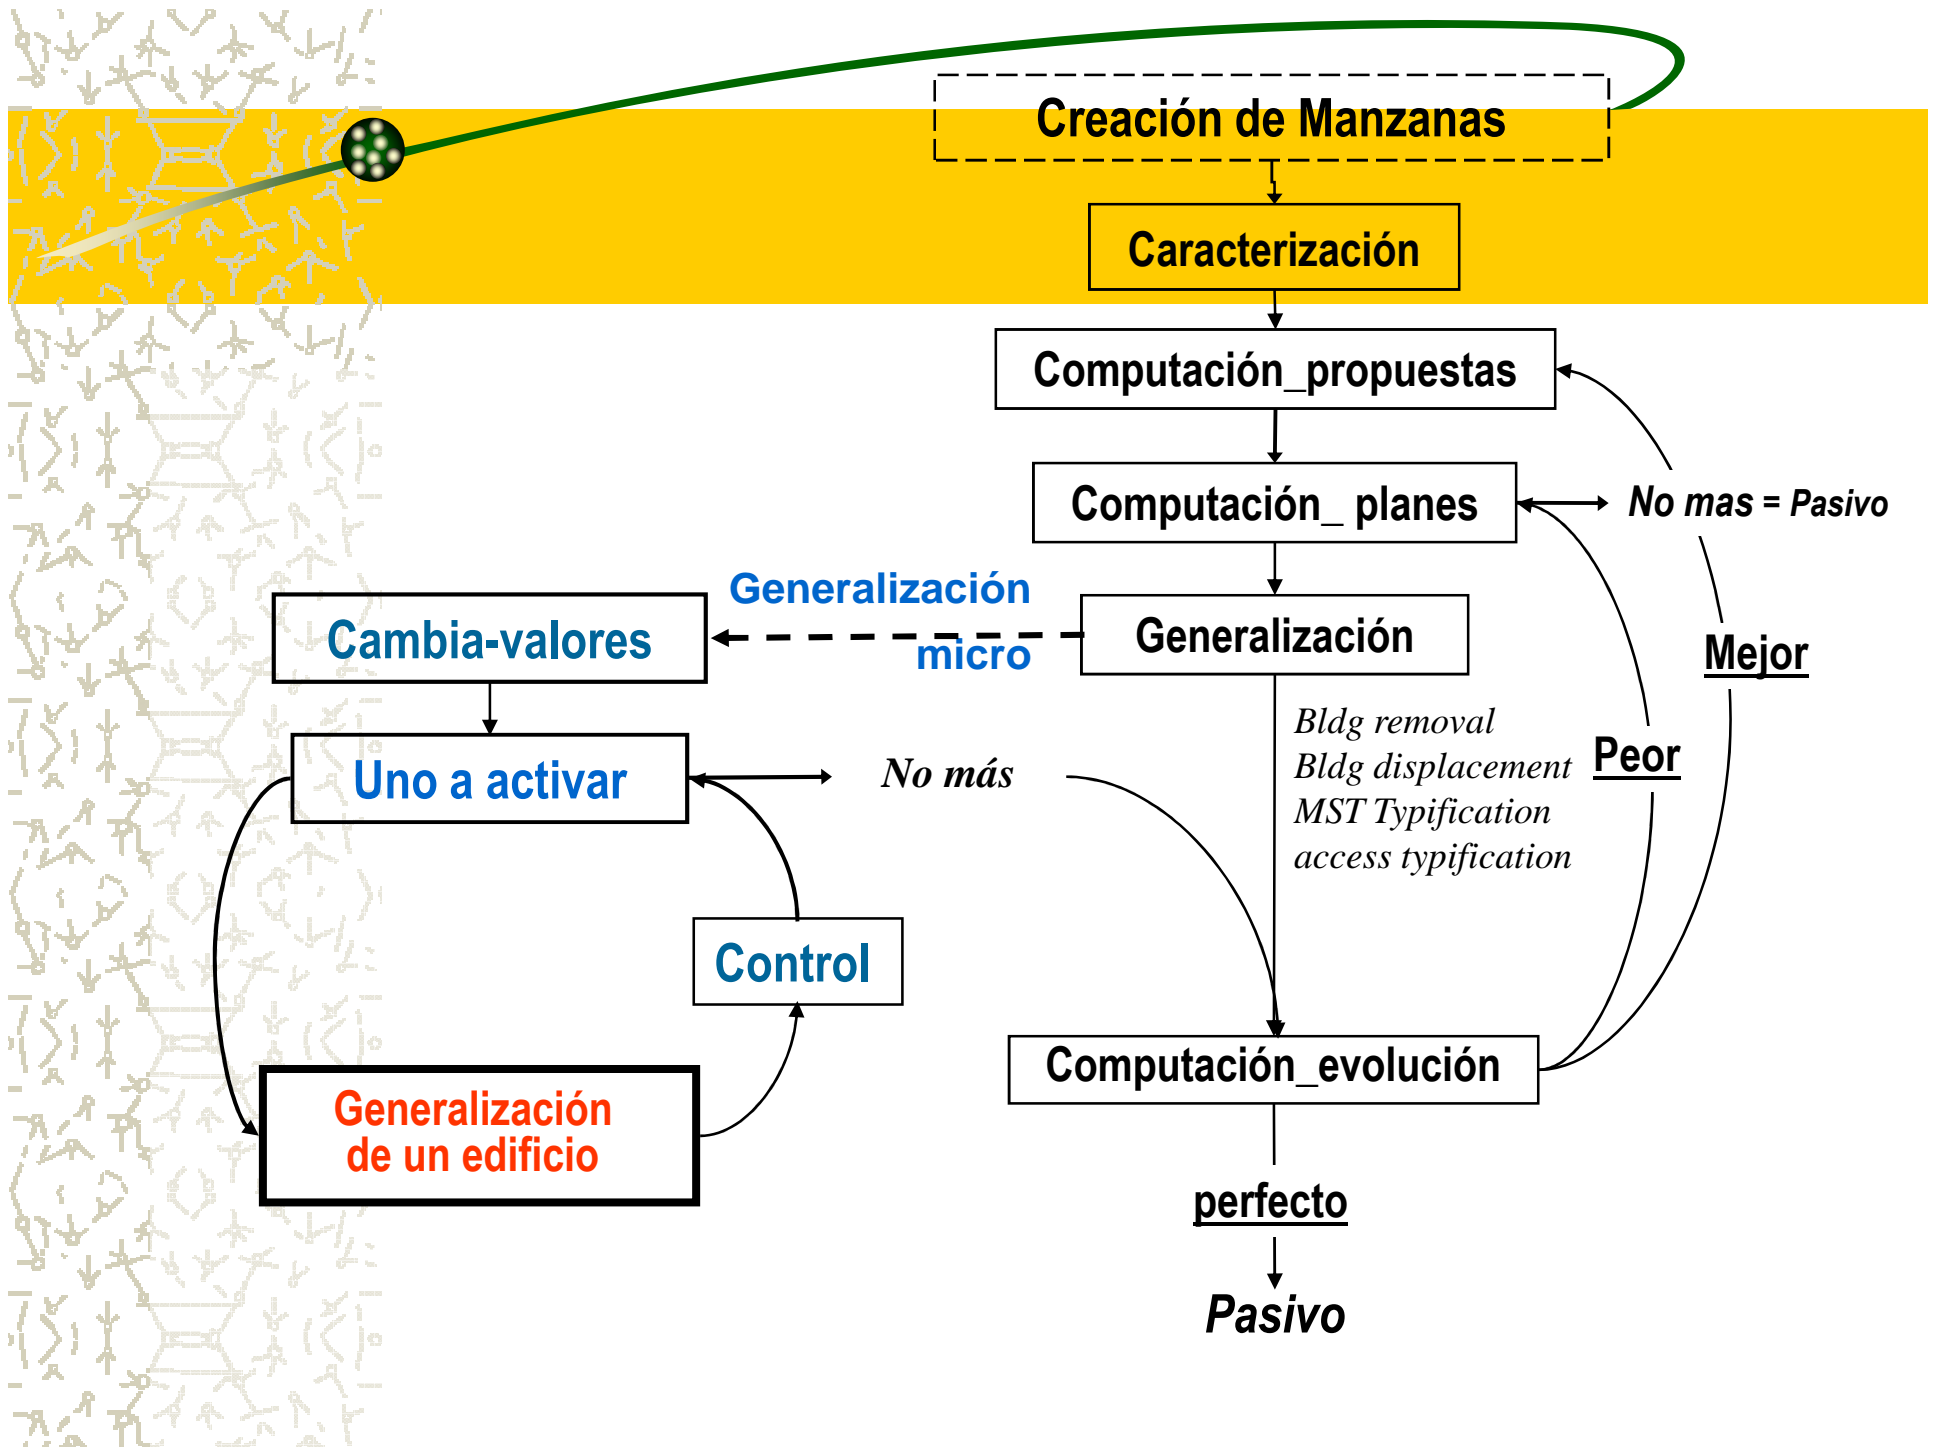 Creación de Manzanas
Caracterización
Computación_propuestas
Computación_ planes
No mas = Pasivo
Generalización
micro
Cambia-valores
Generalización
Mejor
Bldg removal
Bldg displacement
MST Typification
access typification
Peor
Uno a activar
No más
Control
Computación_evolución
Generalización
de un edificio
perfecto
Pasivo